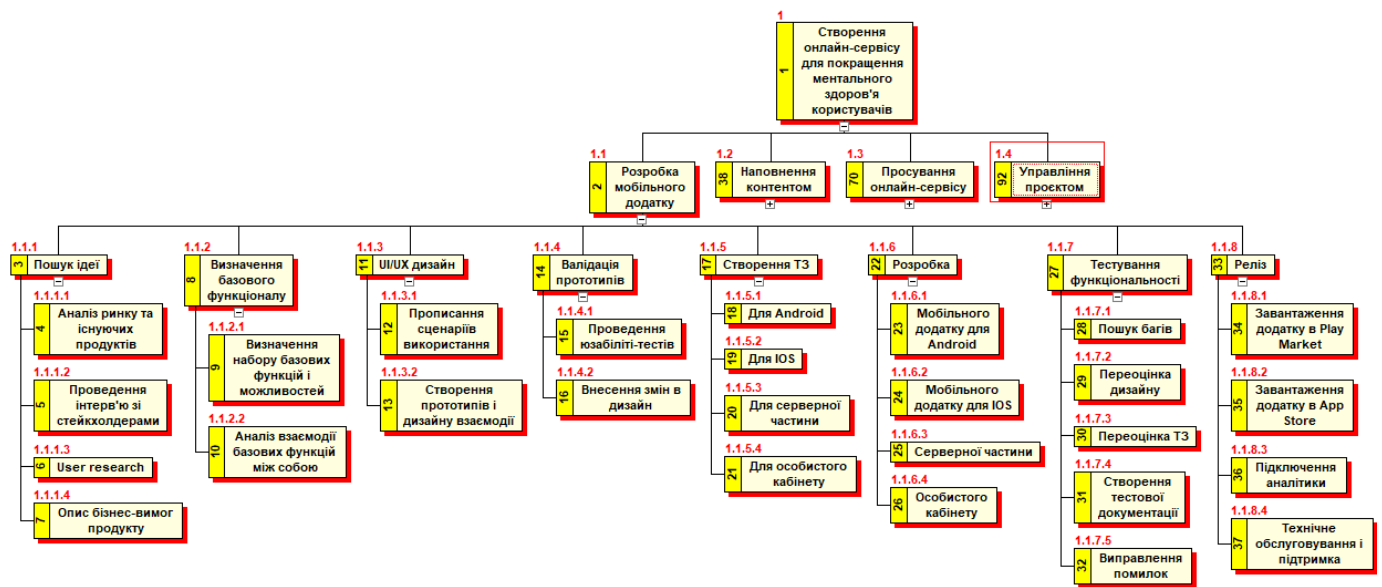 1
1
Створення
онлайн-сервісу
для покращення
ментального
здоров'я
користувачів
1.1
2
Розробка
мобільного
додатку
1.2
38
Наповнення
контентом
1.3
70
Просування
онлайн-сервісу
1.4
92
Управління
проєктом
1.1.1
3
Пошук ідеї
1.1.1.1
4
Аналіз ринку та
існуючих
продуктів
1.1.1.2
5
Проведення
інтерв'ю зі
стейкхолдерами
1.1.1.3
6
User research
1.1.1.4
7
Опис бізнес-вимог
продукту
1.1.2
8
Визначення
базового
функціоналу
1.1.2.1
9
Визначення
набору базових
функцій і
можливостей
1.1.2.2
10
Аналіз взаємодії
базових функцій
між собою
1.1.3
11
UI/UX дизайн
1.1.3.1
12
Прописання
сценаріїв
використання
1.1.3.2
13
Створення
прототипів і
дизайну взаємодії
1.1.4
14
Валідація
прототипів
1.1.4.1
15
Проведення
юзабіліті-тестів
1.1.4.2
16
Внесення змін в
дизайн
1.1.5
17
Створення ТЗ
1.1.5.1
18
Для Android
1.1.5.2
19
Для IOS
1.1.5.3
20
Для серверної
частини
1.1.5.4
21
Для особистого
кабінету
1.1.6
22
Розробка
1.1.6.1
23
Мобільного
додатку для
Android
1.1.6.2
24
Мобільного
додатку для IOS
1.1.6.3
25
Серверної частини
1.1.6.4
26
Особистого
кабінету
1.1.7
27
Тестування
функціональності
1.1.7.1
28
Пошук багів
1.1.7.2
29
Переоцінка
дизайну
1.1.7.3
30
Переоцінка ТЗ
1.1.7.4
31
Створення
тестової
документації
1.1.7.5
32
Виправлення
помилок
1.1.8
33
Реліз
1.1.8.1
34
Завантаження
додатку в Play
Market
1.1.8.2
35
Завантаження
додатку в App
Store
1.1.8.3
36
Підключення
аналітики
1.1.8.4
37
Технічне
обслуговування і
підтримка